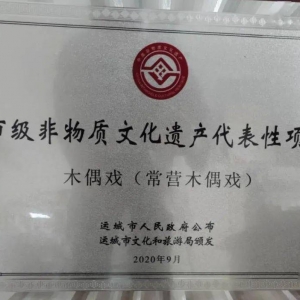 市级非物质文化遗产代表性项
木偶戏（常营木偶戏）
运城市人民政府公布
运城市文化和旅游局颁发
2020年9月